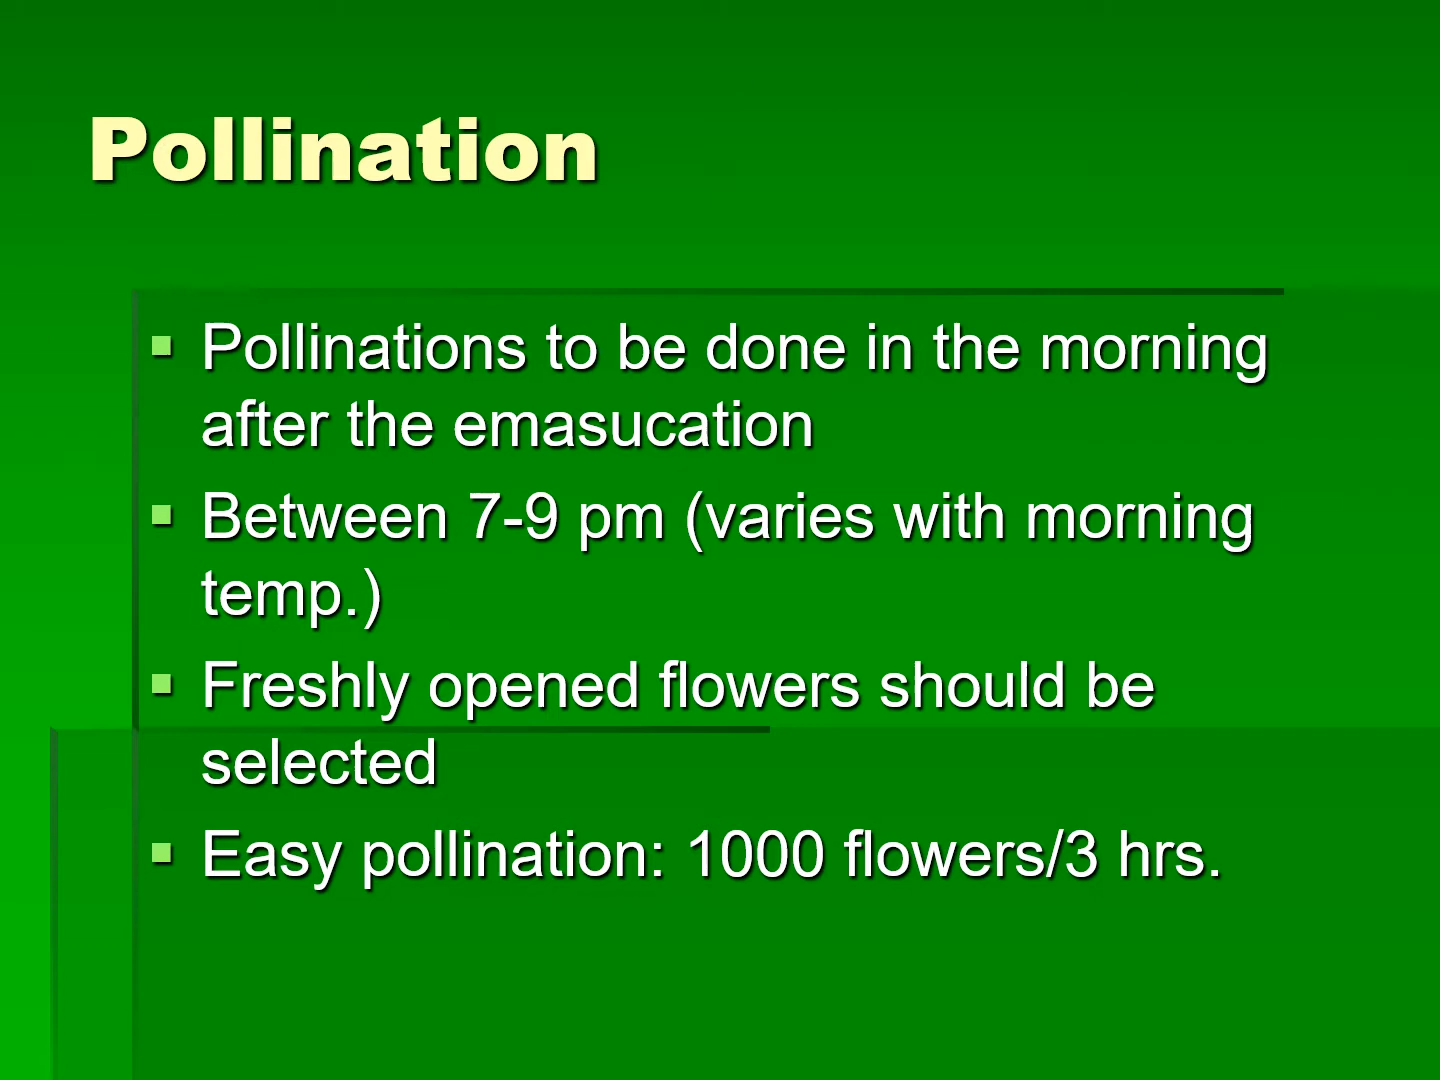 Pollination
▪ Pollinations to be done in the morning
after the emasucation
▪ Between 7-9 pm (varies with morning
temp.)
▪ Freshly opened flowers should be
selected
▪ Easy pollination: 1000 flowers/3 hrs.